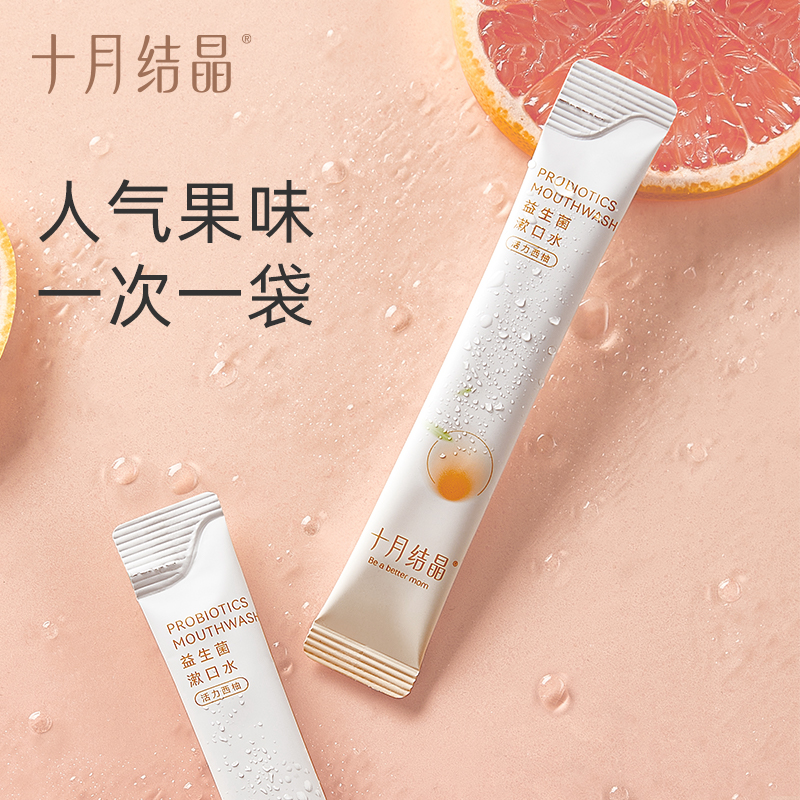 十月结晶®
人气果味
一次一袋
PROBIOTICS
MOUTHWASH
益生菌
漱口水
活力西柚
十月结晶®
Be a better mom
PROBIOTICS
MOUTHWASH
益生菌
漱口水
活力西柚